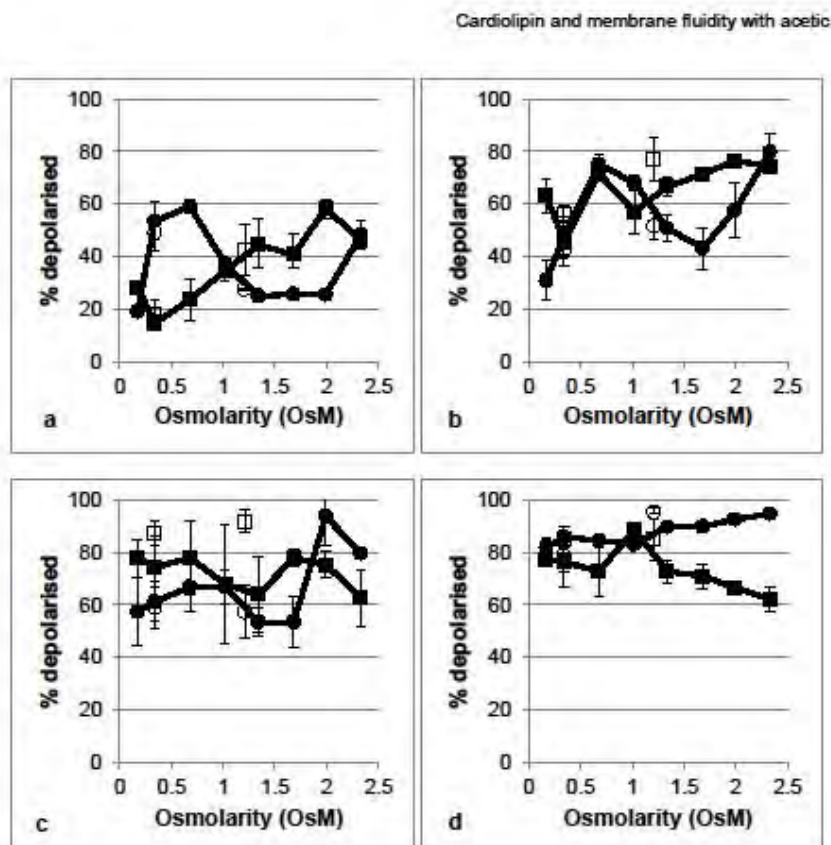 Cardiolipin and membrane fluidity with acetic
100
80
60
40
20
0
% depolarised
0 0.5 1 1.5 2 2.5
Osmolarity (OsM)
a
100
80
60
40
20
0
% depolarised
0 0.5 1 1.5 2 2.5
Osmolarity (OsM)
b
100
80
60
40
20
0
% depolarised
0 0.5 1 1.5 2 2.5
Osmolarity (OsM)
c
100
80
60
40
20
0
% depolarised
0 0.5 1 1.5 2 2.5
Osmolarity (OsM)
d